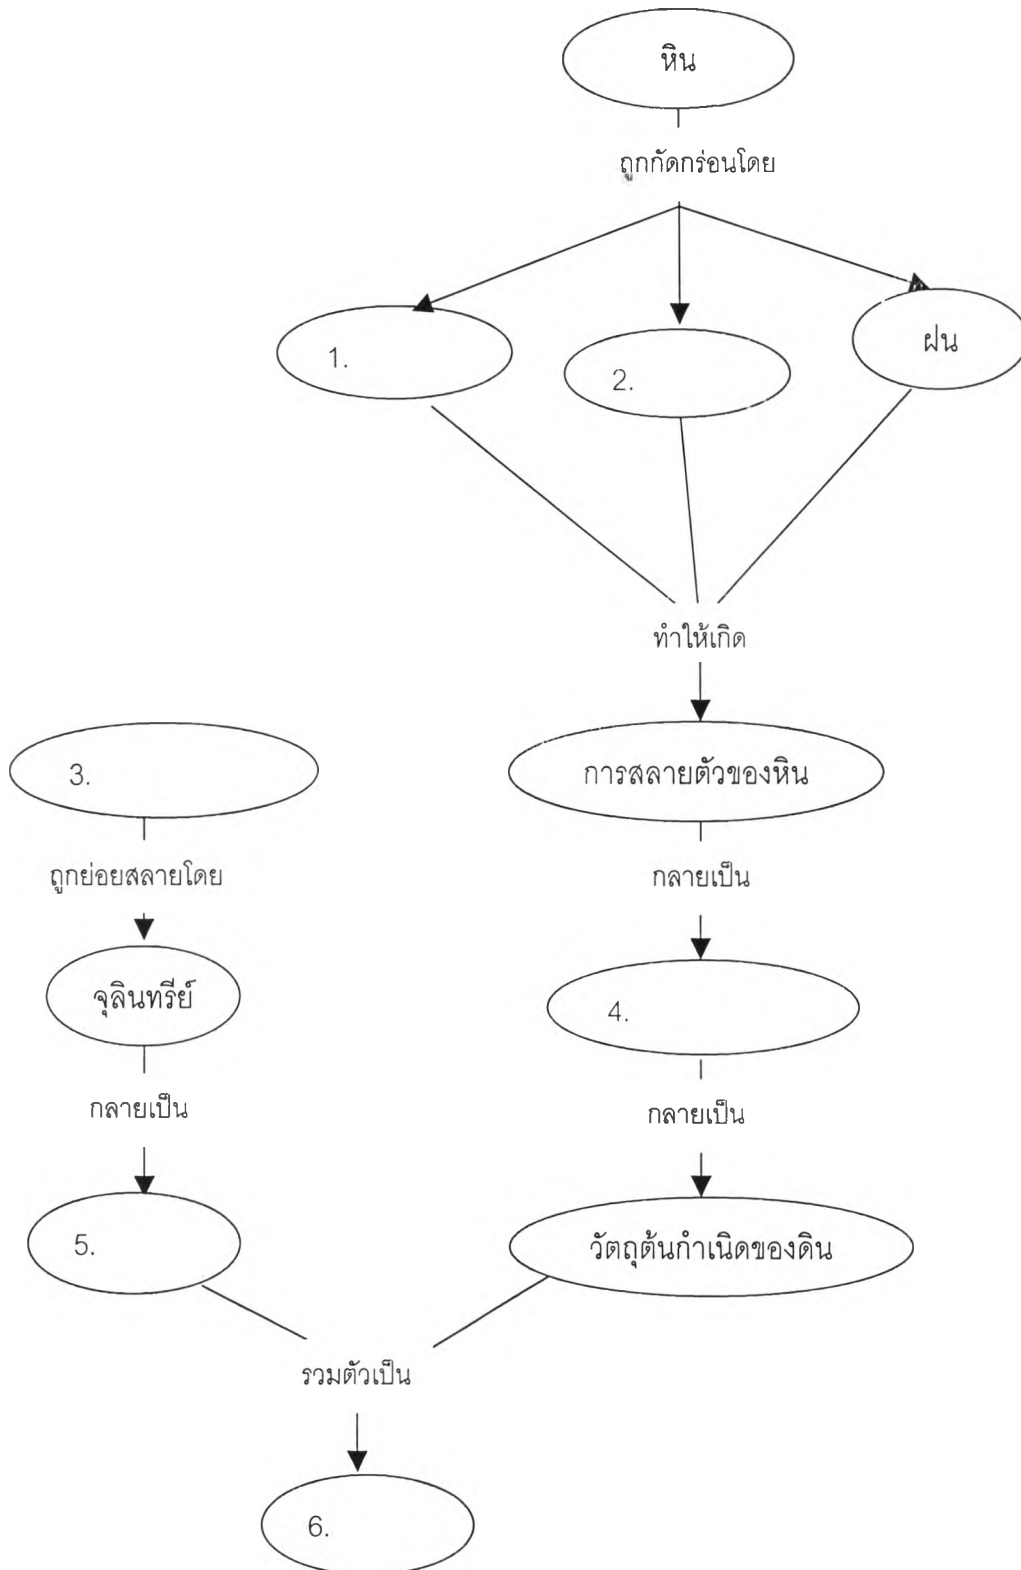 หิน
ถูกกัดกร่อนโดย
1.
2.
ฝน
ทำให้เกิด
3.
การสลายตัวของหิน
ถูกย่อยสลายโดย
กลายเป็น
จุลินทรีย์
4.
กลายเป็น
กลายเป็น
5.
วัตถุต้นกำเนิดของดิน
รวมตัวเป็น
6.